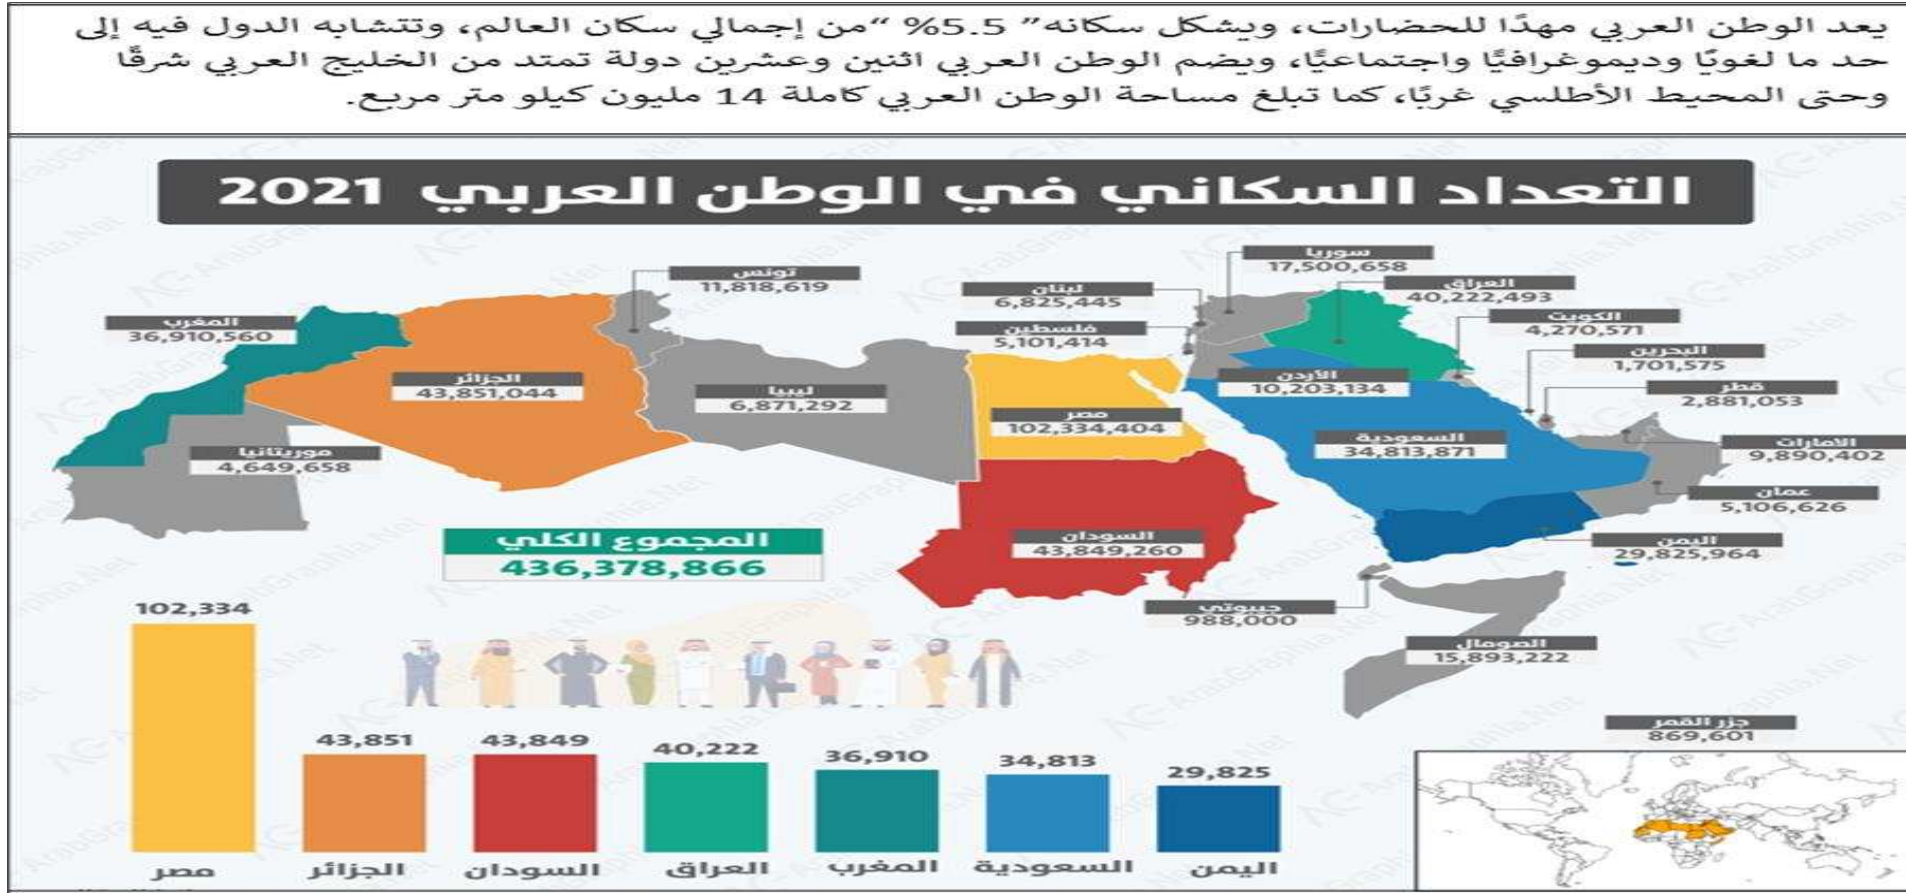 يعد الوطن العربي مهدًا للحضارات، ويشكل سكانه” 5.5% “من إجمالي سكان العالم، وتتشابه الدول فيه إلى
حد ما لغويًا وديموغرافيًا واجتماعيًا، ويضم الوطن العربي اثنين وعشرين دولة تمتد من الخليج العربي شرقًا
وحتى المحيط الأطلسي غربًا، كما تبلغ مساحة الوطن العربي كاملة 14 مليون كيلو متر مربع.
التعداد السكاني في الوطن العربي 2021
سوريا
17,500,658
العراق
40,222,493
تونس
11,818,619
لبنان
6,825,445
الكويت
4,270,571
المغرب
36,910,560
فلسطين
5,101,414
البحرين
1,701,575
الجزائر
43,851,044
ليبيا
6,871,292
الأردن
10,203,134
قطر
2,881,053
مصر
102,334,404
السعودية
34,813,871
الامارات
9,890,402
موريتانيا
4,649,658
عمان
5,106,626
السودان
43,849,260
اليمن
29,825,964
المجموع الكلي
436,378,866
جيبوتي
988,000
الصومال
15,893,222
جزر القمر
869,601
102,334
43,851
43,849
40,222
36,910
34,813
29,825
مصر
الجزائر
السودان
العراق
المغرب
السعودية
اليمن
AG-ArabGraphia.Net